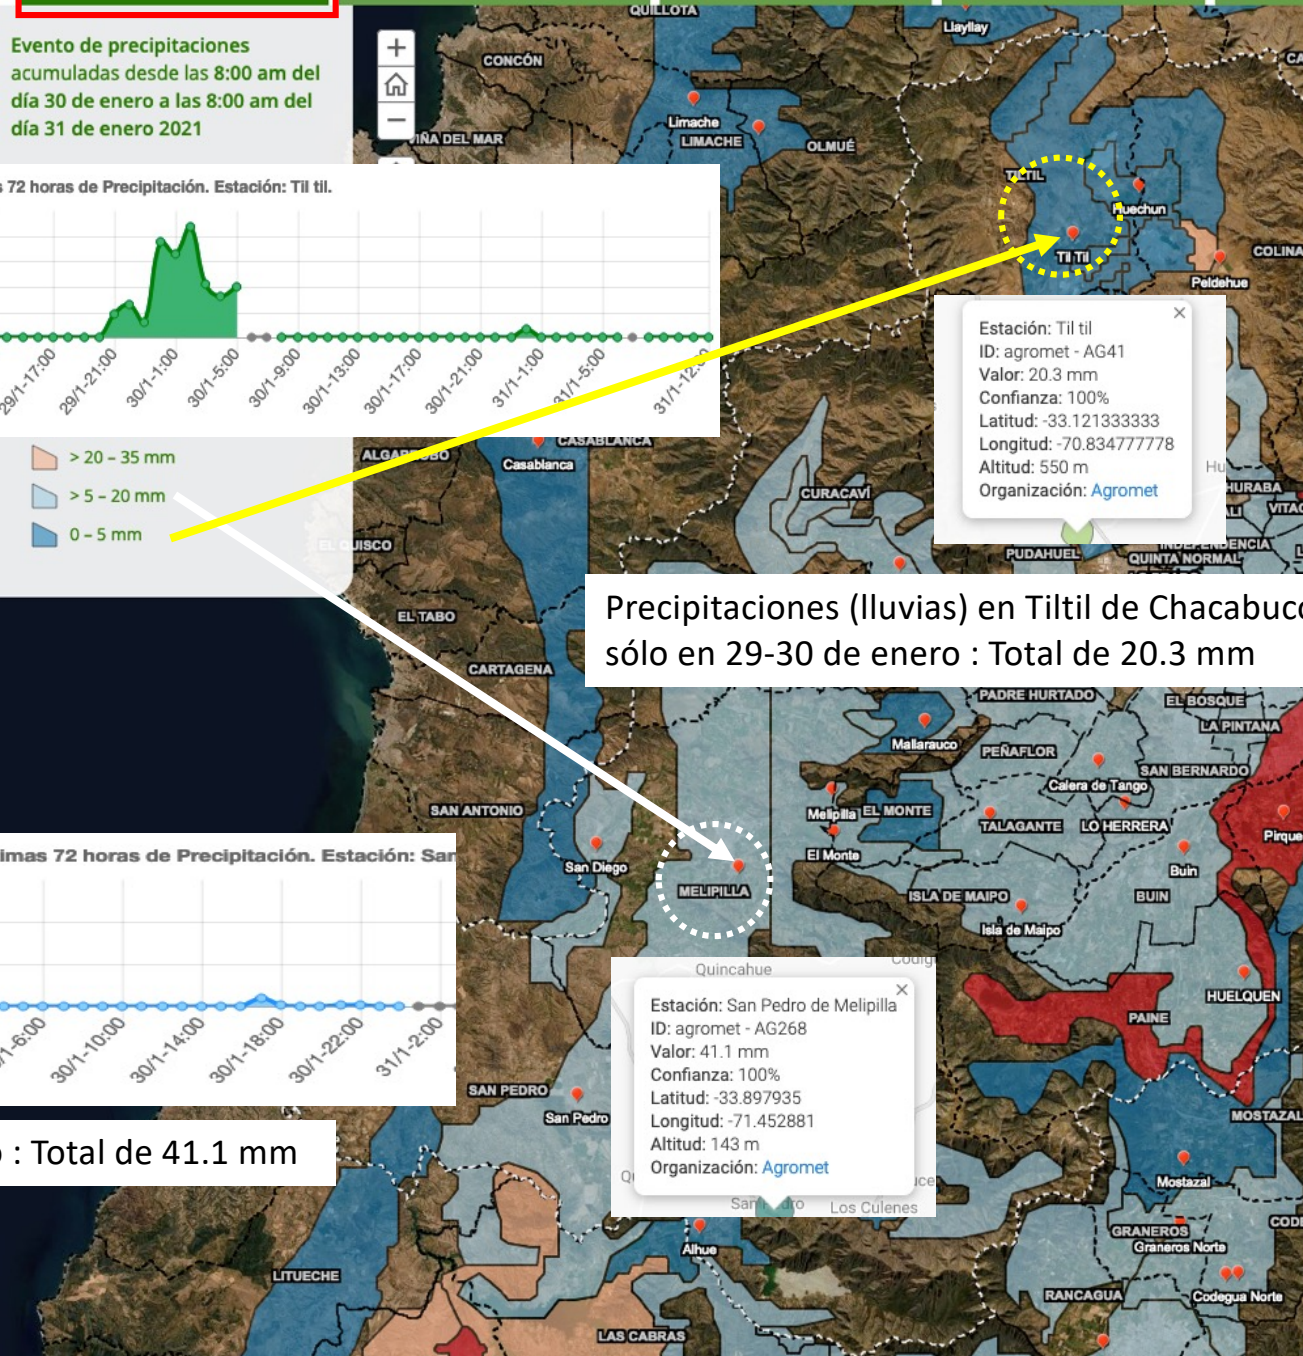 Evento de precipitaciones
acumuladas desde las 8:00 am del
día 30 de enero a las 8:00 am del
día 31 de enero 2021
+
−
QUILLOTA
Llayllay
CONCÓN
Limache
LIMACHE
OLMUÉ
VIÑA DEL MAR
TILTIL
Huechun
Til Til
COLINA
Peldehue
72 horas de Precipitación. Estación: Til til.
29/1-17:00
29/1-21:00
30/1-1:00
30/1-5:00
30/1-9:00
30/1-13:00
30/1-17:00
30/1-21:00
31/1-1:00
31/1-5:00
31/1-12:00
Estación: Til til
ID: agromet - AG41
Valor: 20.3 mm
Confianza: 100%
Latitud: -33.121333333
Longitud: -70.834777778
Altitud: 550 m
Organización: Agromet
> 20 – 35 mm
> 5 – 20 mm
0 – 5 mm
ALGARROBO
CASABLANCA
Casablanca
CURACAVÍ
HURABA
PUDAHUEL
INDEPENDENCIA
QUINTA NORMAL
EL QUISCO
EL TABO
CARTAGENA
Precipitaciones (lluvias) en Tiltil de Chacabuco
sólo en 29-30 de enero : Total de 20.3 mm
PADRE HURTADO
EL BOSQUE
LA PINTANA
Mallarauco
PEÑAFLOR
SAN BERNARDO
Calera de Tango
SAN ANTONIO
Melipilla
EL MONTE
TALAGANTE
LO HERRERA
Pirque
El Monte
San Diego
MELIPILLA
Buin
BUIN
ISLA DE MAIPO
Isla de Maipo
imas 72 horas de Precipitación. Estación: San
30/1-10:00
30/1-14:00
30/1-18:00
30/1-22:00
31/1-2:00
Quincahue
Estación: San Pedro de Melipilla
ID: agromet - AG268
Valor: 41.1 mm
Confianza: 100%
Latitud: -33.897935
Longitud: -71.452881
Altitud: 143 m
Organización: Agromet
Los Culenes
HUELQUEN
PAINE
SAN PEDRO
San Pedro
MOSTAZAL
: Total de 41.1 mm
Mostazal
Alhue
GRANEROS
Graneros Norte
LITUECHE
RANCAGUA
Codegua Norte
LAS CABRAS